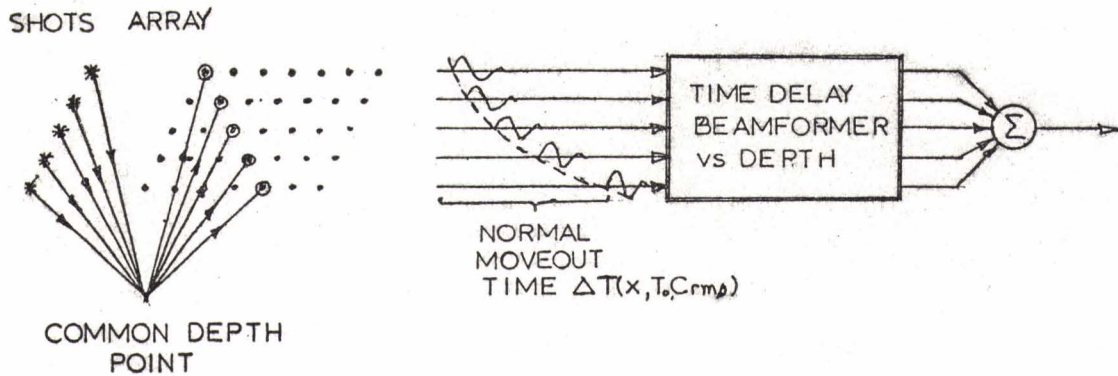 SHOTS ARRAY
TIME DELAY
BEAMFORMER
vs DEPTH
Σ
NORMAL
MOVEOUT
TIME ΔT(x,T₀,Crms)
COMMON DEPTH
POINT